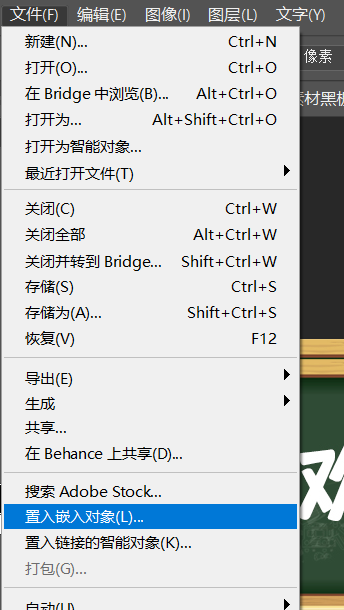 文件(F) 编辑(E) 图像(I) 图层(L) 文字(Y)
新建(N)... Ctrl+N
像素
打开(O)... Ctrl+O
在 Bridge 中浏览(B)... Alt+Ctrl+O
素材黑板
打开为... Alt+Shift+Ctrl+O
打开为智能对象...
最近打开文件(T)
关闭(C) Ctrl+W
关闭全部 Alt+Ctrl+W
关闭并转到 Bridge... Shift+Ctrl+W
存储(S) Ctrl+S
存储为(A)... Shift+Ctrl+S
恢复(V) F12
导出(E)
生成
共享...
在 Behance 上共享(D)...
搜索 Adobe Stock...
置入嵌入对象(L)...
置入链接的智能对象(K)...
打包(G)...
自动(U)